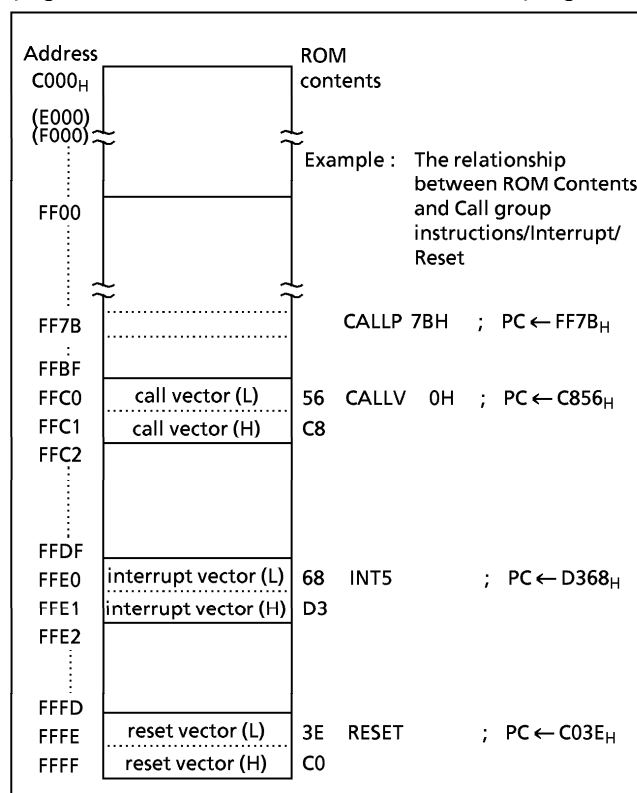 Address ROM
C000H contents
(E000)
(F000)
Example : The relationship
between ROM Contents
and Call group
instructions/Interrupt/
Reset
FF00
FF7B CALLP 7BH ; PC ← FF7BH
FFBF
FFC0 call vector (L) 56 CALLV 0H ; PC ← C856H
FFC1 call vector (H) C8
FFC2
FFDF
FFE0 interrupt vector (L) 68 INT5 ; PC ← D368H
FFE1 interrupt vector (H) D3
FFE2
FFFD
FFFE reset vector (L) 3E RESET ; PC ← C03EH
FFFF reset vector (H) C0